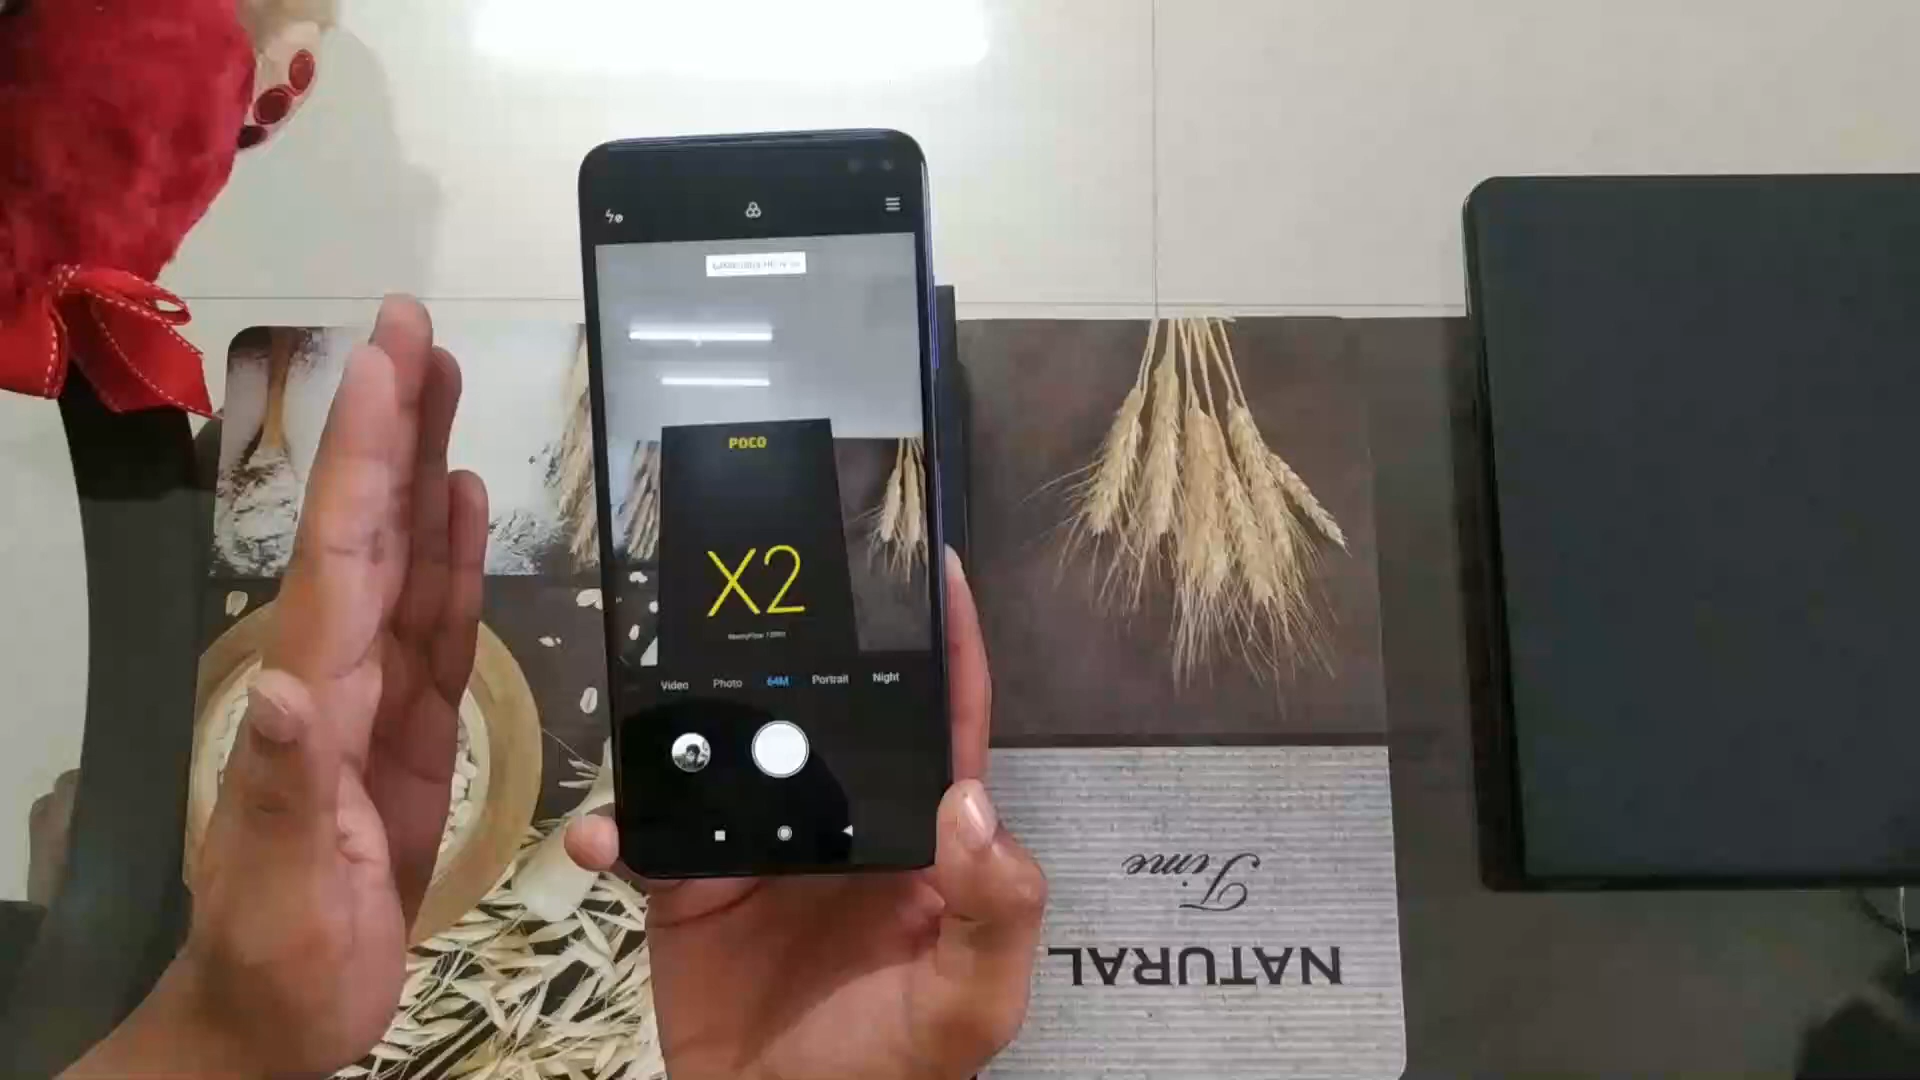 POCO
X2
Video Photo 64M Portrait Night
Time
NATURAL